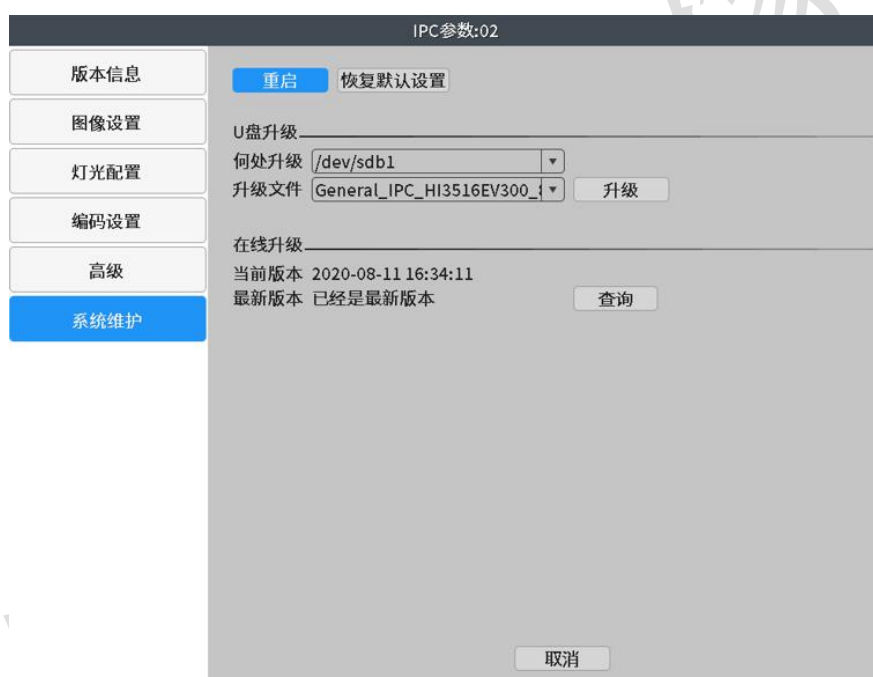 IPC参数:02
版本信息
图像设置
灯光配置
编码设置
高级
系统维护
重启 恢复默认设置
U盘升级
何处升级 /dev/sdb1
升级文件 General_IPC_HI3516EV300_ 升级
在线升级
当前版本 2020-08-11 16:34:11
最新版本 已经是最新版本 查询
取消